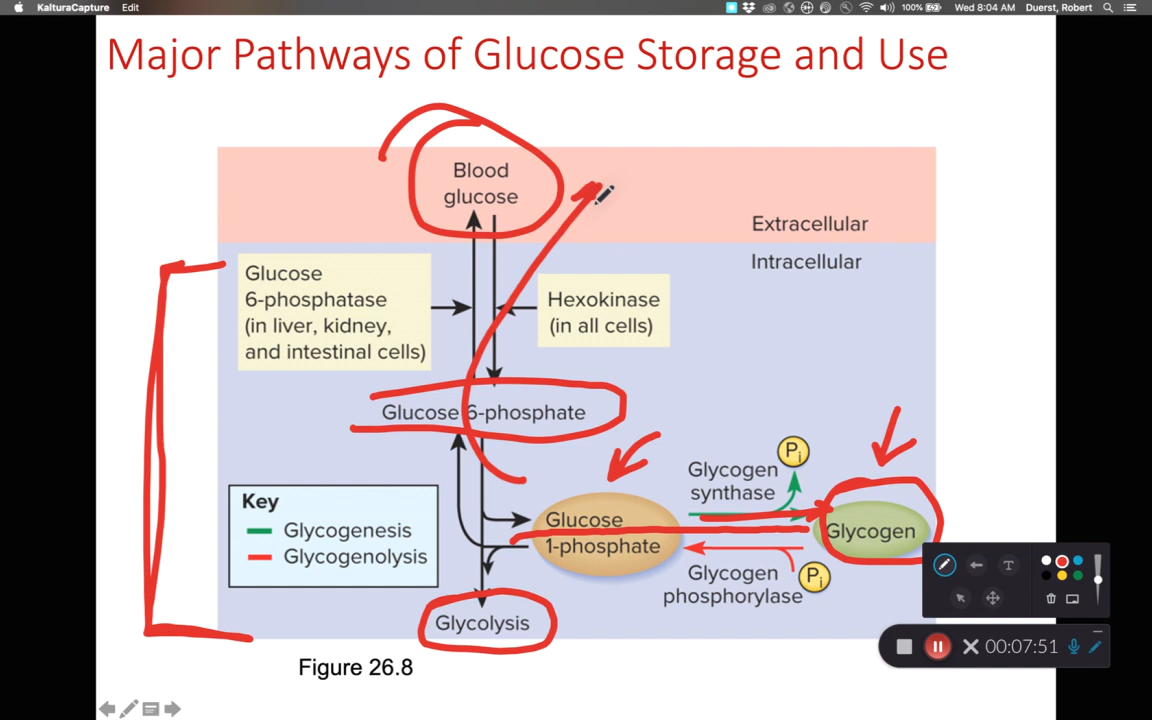 KalturaCapture Edit
100% Wed 8:04 AM Duerst, Robert
Major Pathways of Glucose Storage and Use
Blood
glucose
Extracellular
Intracellular
Glucose
6-phosphatase
(in liver, kidney,
and intestinal cells)
Hexokinase
(in all cells)
Glucose 6-phosphate
Glycogen
synthase
Pi
Key
Glycogenesis
Glycogenolysis
Glucose
1-phosphate
Glycogen
Glycogen
phosphorylase
Pi
Glycolysis
T
00:07:51
Figure 26.8